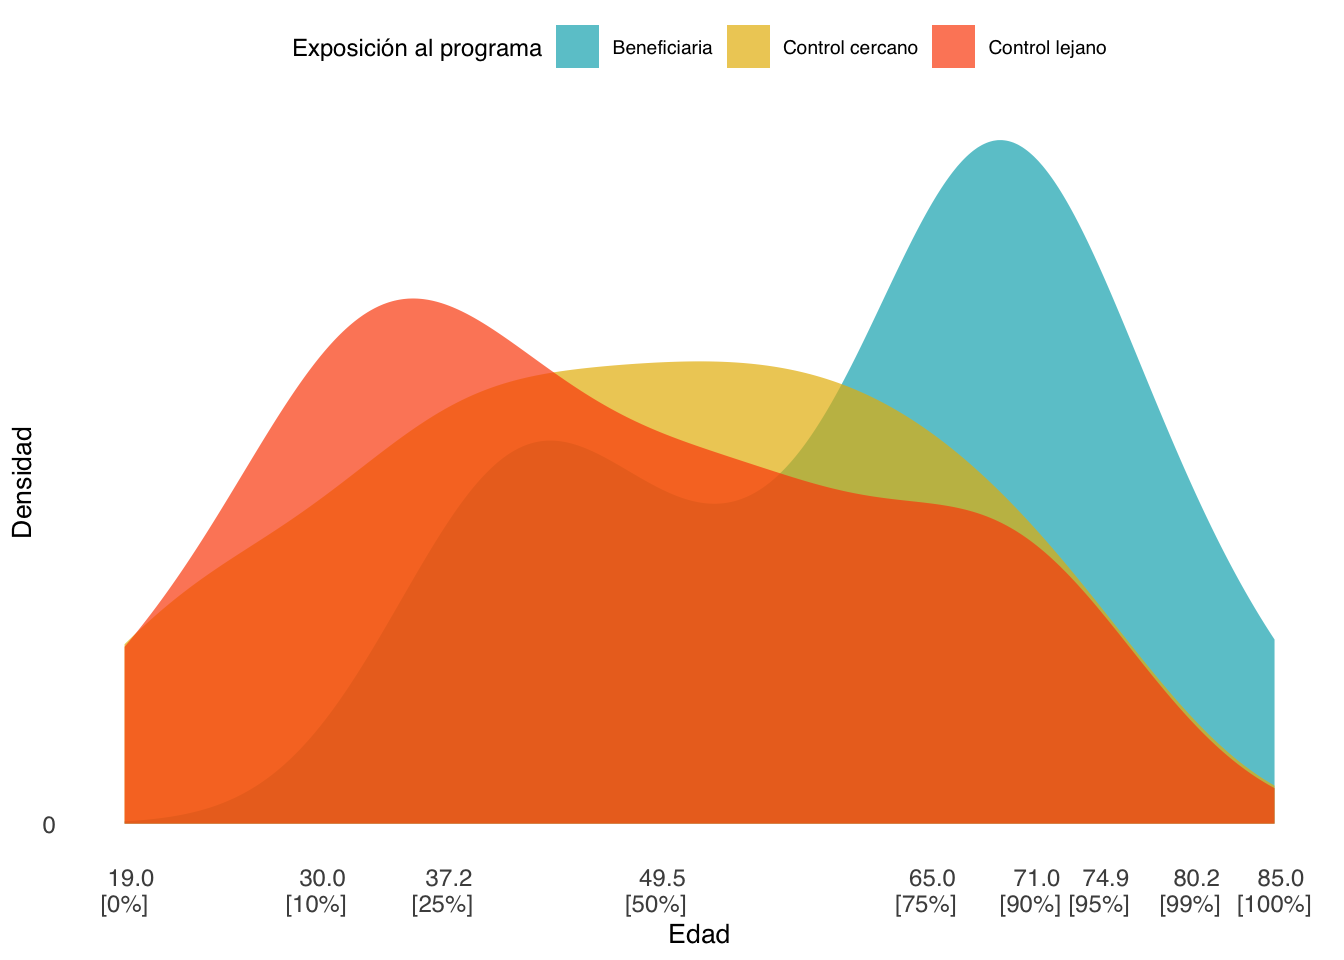 Exposición al programa Beneficiaria Control cercano Control lejano
Densidad
0
19.0 30.0 37.2 49.5 65.0 71.0 74.9 80.2 85.0
[0%] [10%] [25%] [50%] [75%] [90%] [95%] [99%] [100%]
Edad